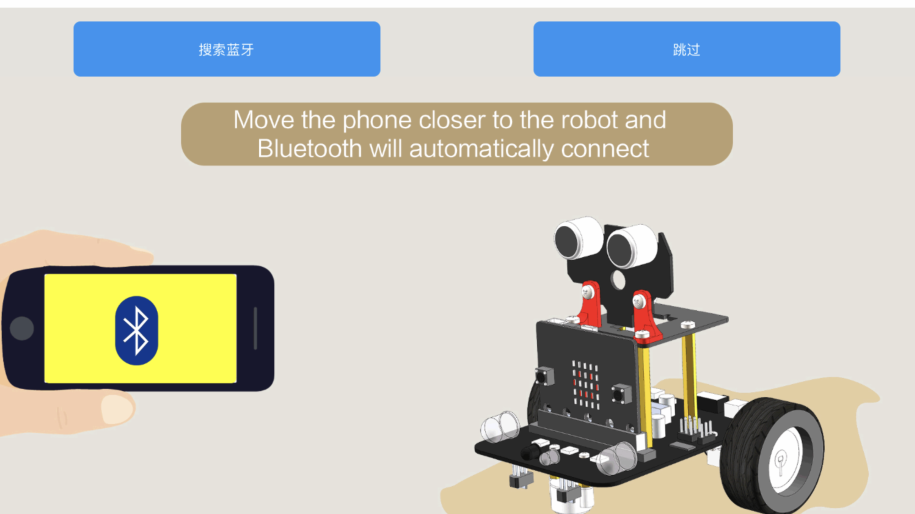 搜索蓝牙
跳过
Move the phone closer to the robot and
Bluetooth will automatically connect